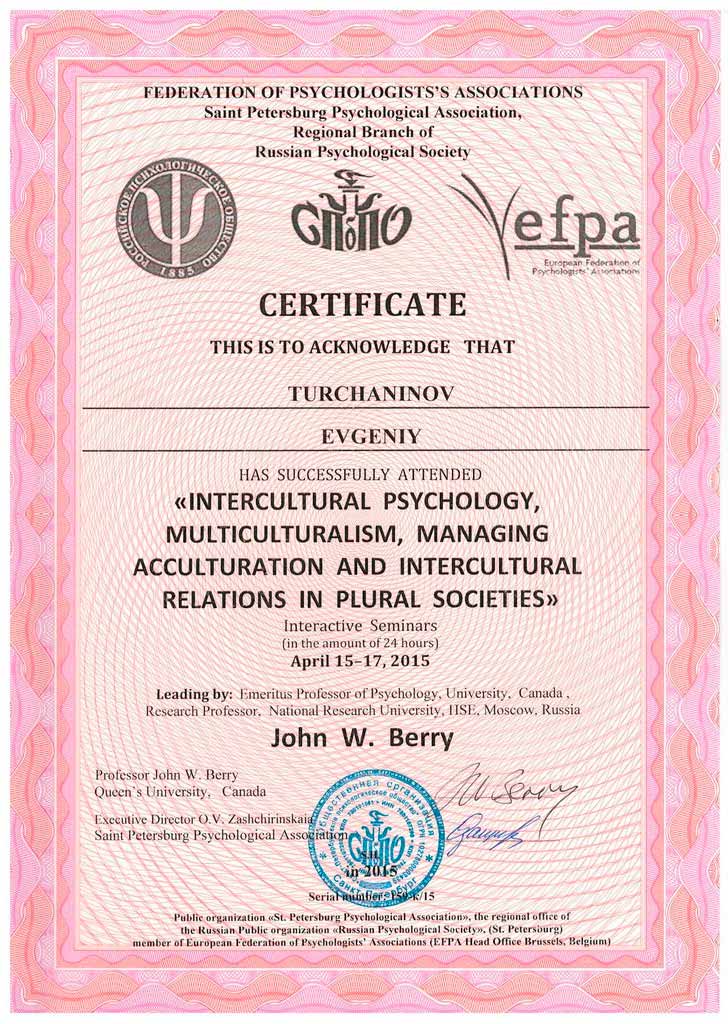 FEDERATION OF PSYCHOLOGISTS'S ASSOCIATIONS
Saint Petersburg Psychological Association,
Regional Branch of
Russian Psychological Society
РОССИЙСКОЕ ПСИХОЛОГИЧЕСКОЕ ОБЩЕСТВО
1885
СПбПО
efpa
European Federation of
Psychologists' Associations
CERTIFICATE
THIS IS TO ACKNOWLEDGE THAT
TURCHANINOV
EVGENIY
HAS SUCCESSFULLY ATTENDED
«INTERCULTURAL PSYCHOLOGY,
MULTICULTURALISM, MANAGING
ACCULTURATION AND INTERCULTURAL
RELATIONS IN PLURAL SOCIETIES»
Interactive Seminars
(in the amount of 24 hours)
April 15–17, 2015
Leading by: Emeritus Professor of Psychology, University, Canada ,
Research Professor, National Research University, HSE, Moscow, Russia
John W. Berry
Professor John W. Berry
Queen`s University, Canada
Executive Director O.V. Zashchirinskaia
Saint Petersburg Psychological Association
общественная организация
Санкт-Петербург
in 2015
Serial number: 159-k/15
Public organization «St. Petersburg Psychological Association», the regional office of
the Russian Public organization «Russian Psychological Society», (St. Petersburg)
member of European Federation of Psychologists' Associations (EFPA Head Office Brussels, Belgium)